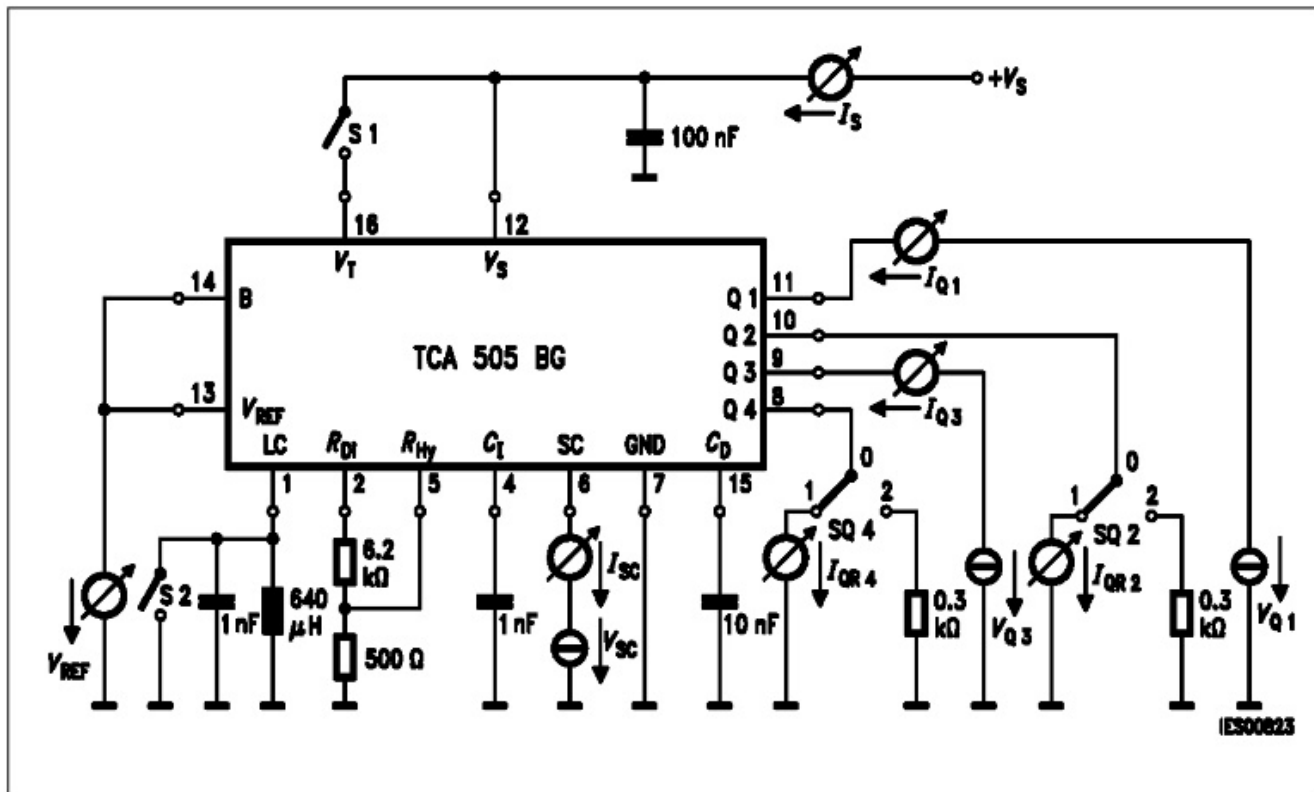 +V_S
I_S
S 1
100 nF
16
12
V_T
V_S
14
B
11
Q 1
I_Q1
10
Q 2
TCA 505 BG
9
Q 3
I_Q3
13
V_REF
8
Q 4
LC
R_Di
R_Hy
C_I
SC
GND
C_D
1
2
5
4
6
7
15
0
1
2
SQ 4
0
1
2
SQ 2
6.2
kΩ
I_SC
I_QR 4
I_QR 2
S 2
1 nF
640
μH
1 nF
V_SC
10 nF
0.3
kΩ
V_Q 3
0.3
kΩ
V_Q 1
V_REF
500 Ω
IES00823